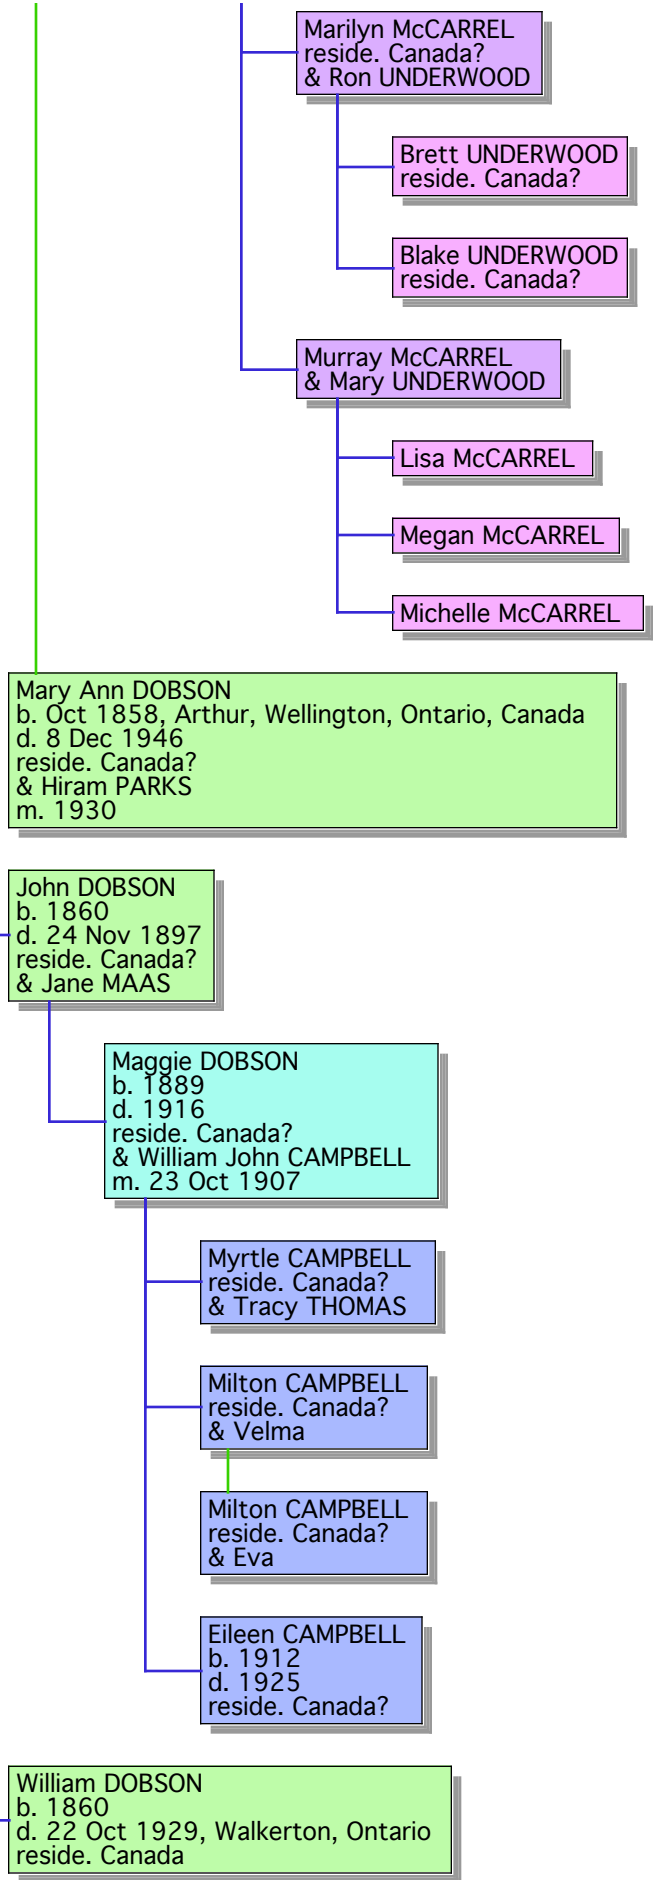 Marilyn McCARREL
reside. Canada?
& Ron UNDERWOOD
Brett UNDERWOOD
reside. Canada?
Blake UNDERWOOD
reside. Canada?
Murray McCARREL
& Mary UNDERWOOD
Lisa McCARREL
Megan McCARREL
Michelle McCARREL
Mary Ann DOBSON
b. Oct 1858, Arthur, Wellington, Ontario, Canada
d. 8 Dec 1946
reside. Canada?
& Hiram PARKS
m. 1930
John DOBSON
b. 1860
d. 24 Nov 1897
reside. Canada?
& Jane MAAS
Maggie DOBSON
b. 1889
d. 1916
reside. Canada?
& William John CAMPBELL
m. 23 Oct 1907
Myrtle CAMPBELL
reside. Canada?
& Tracy THOMAS
Milton CAMPBELL
reside. Canada?
& Velma
Milton CAMPBELL
reside. Canada?
& Eva
Eileen CAMPBELL
b. 1912
d. 1925
reside. Canada?
William DOBSON
b. 1860
d. 22 Oct 1929, Walkerton, Ontario
reside. Canada